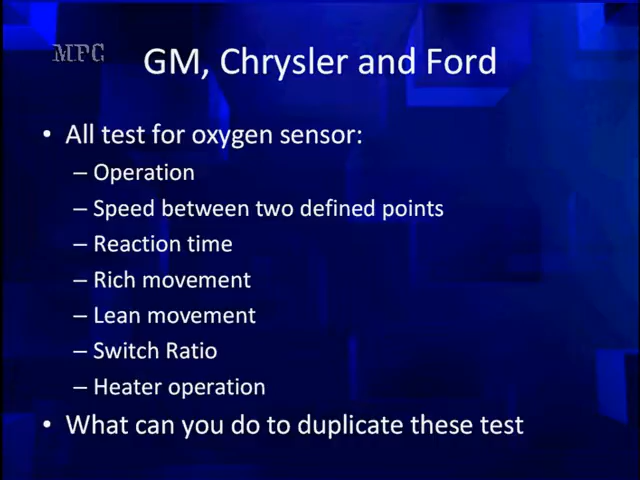 MPC
GM, Chrysler and Ford
• All test for oxygen sensor:
– Operation
– Speed between two defined points
– Reaction time
– Rich movement
– Lean movement
– Switch Ratio
– Heater operation
• What can you do to duplicate these test